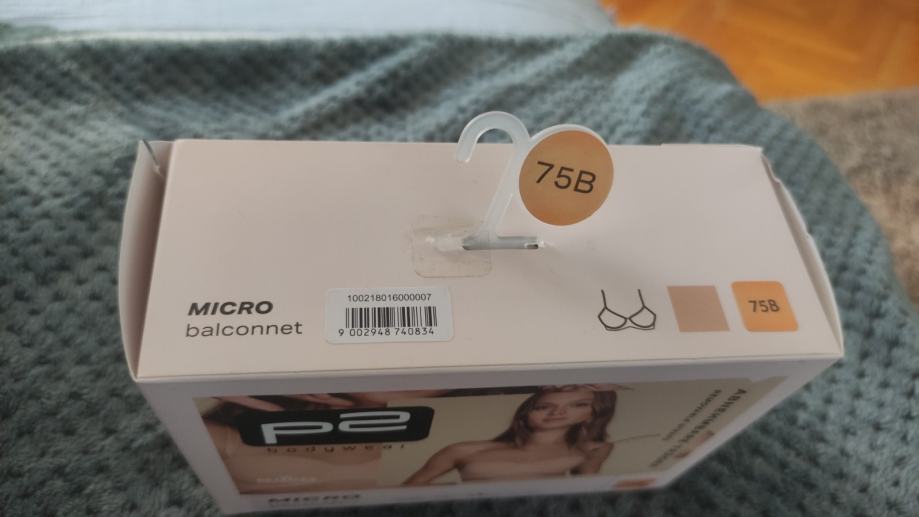 75B
MICRO
balconnet
100218016000007
9 002948 740834
75B
P2
bodywear
MICRO